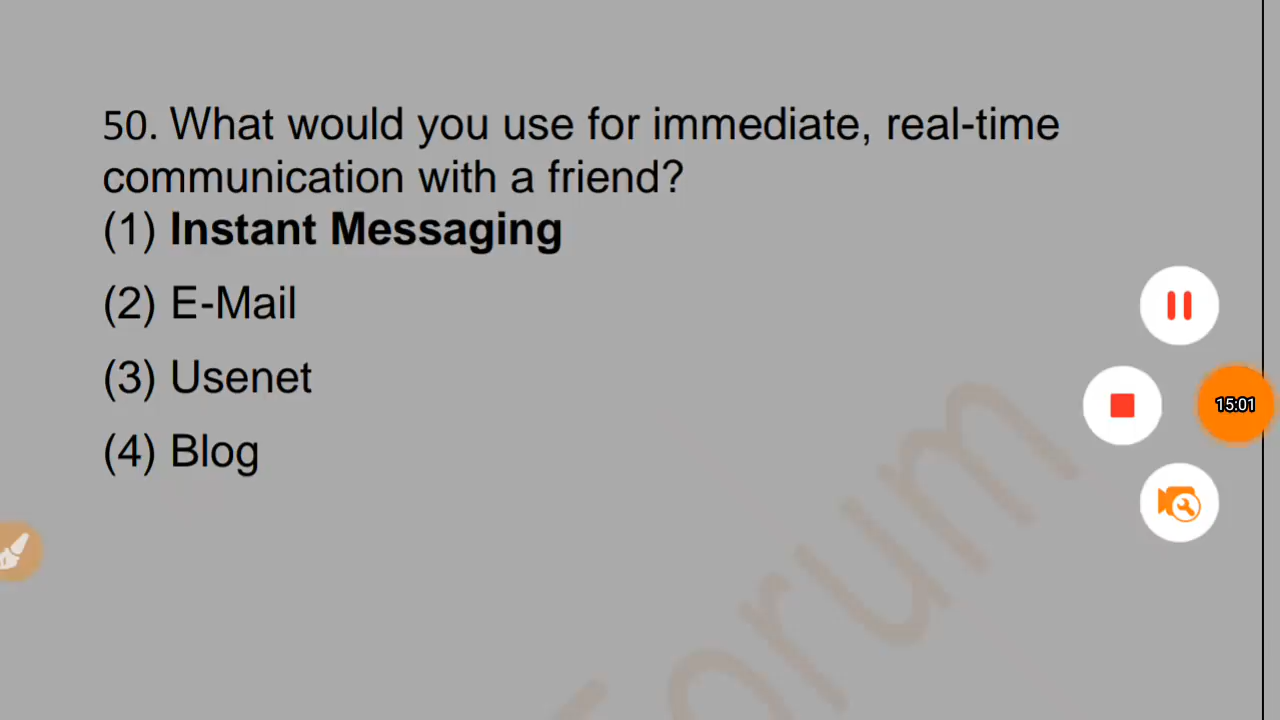 50. What would you use for immediate, real-time
communication with a friend?
(1) Instant Messaging
(2) E-Mail
(3) Usenet
(4) Blog
15:01
Forum